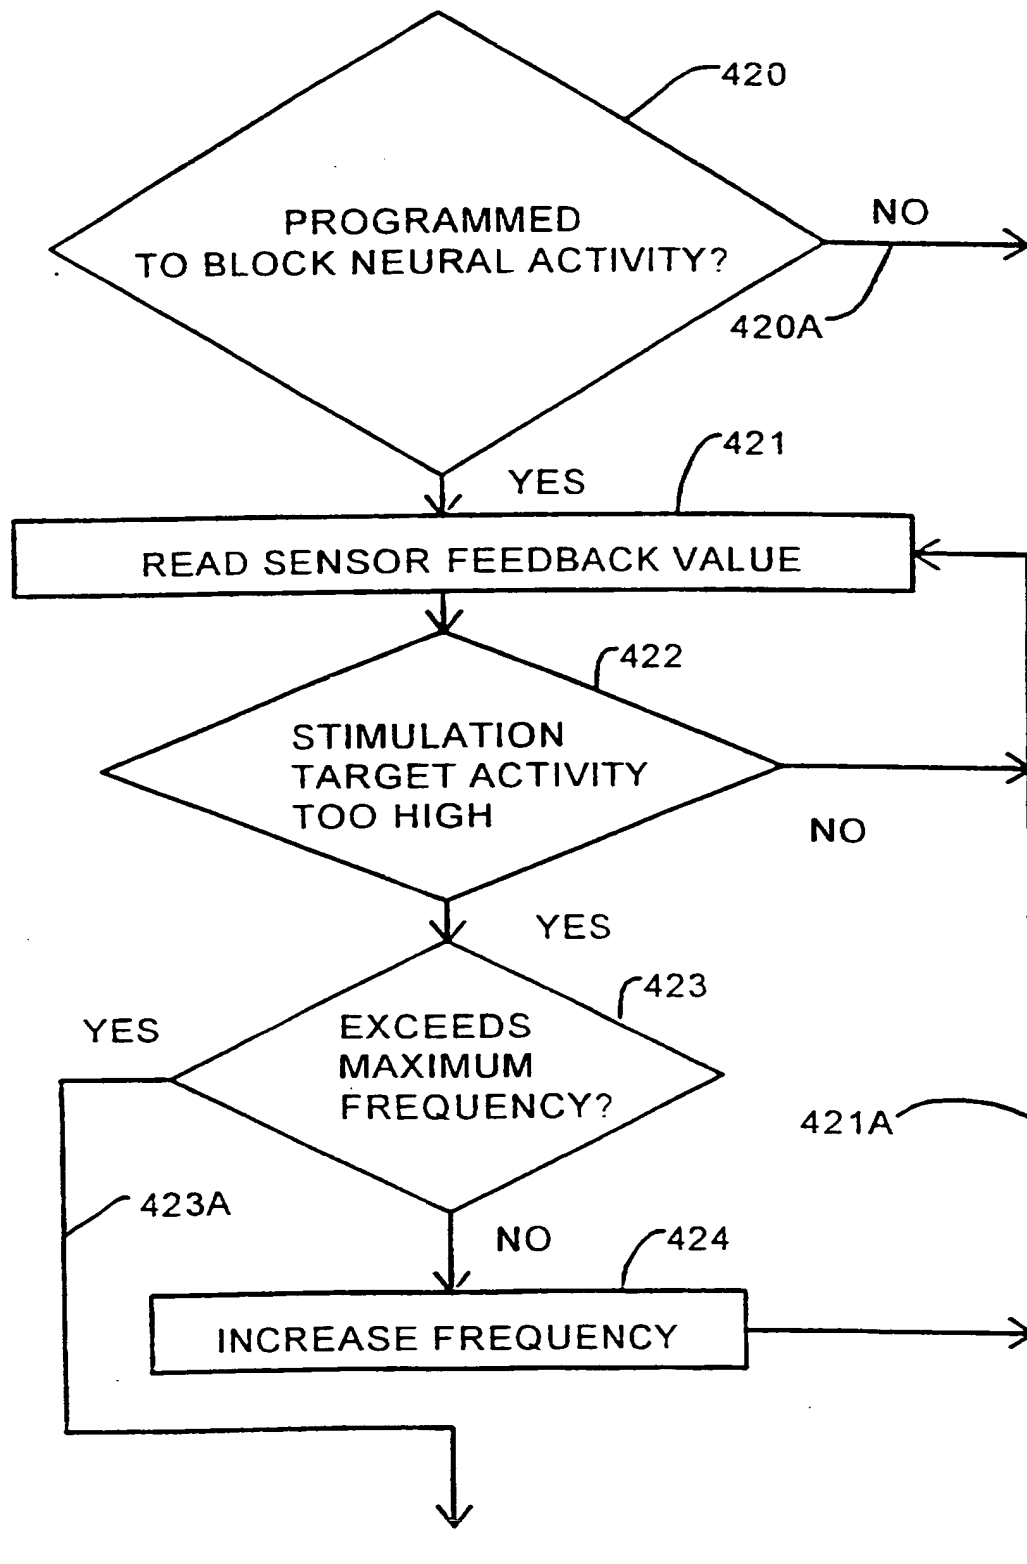 420
PROGRAMMED
TO BLOCK NEURAL ACTIVITY?
NO
420A
421
YES
READ SENSOR FEEDBACK VALUE
422
STIMULATION
TARGET ACTIVITY
TOO HIGH
NO
YES
423
YES
EXCEEDS
MAXIMUM
FREQUENCY?
421A
423A
NO
424
INCREASE FREQUENCY